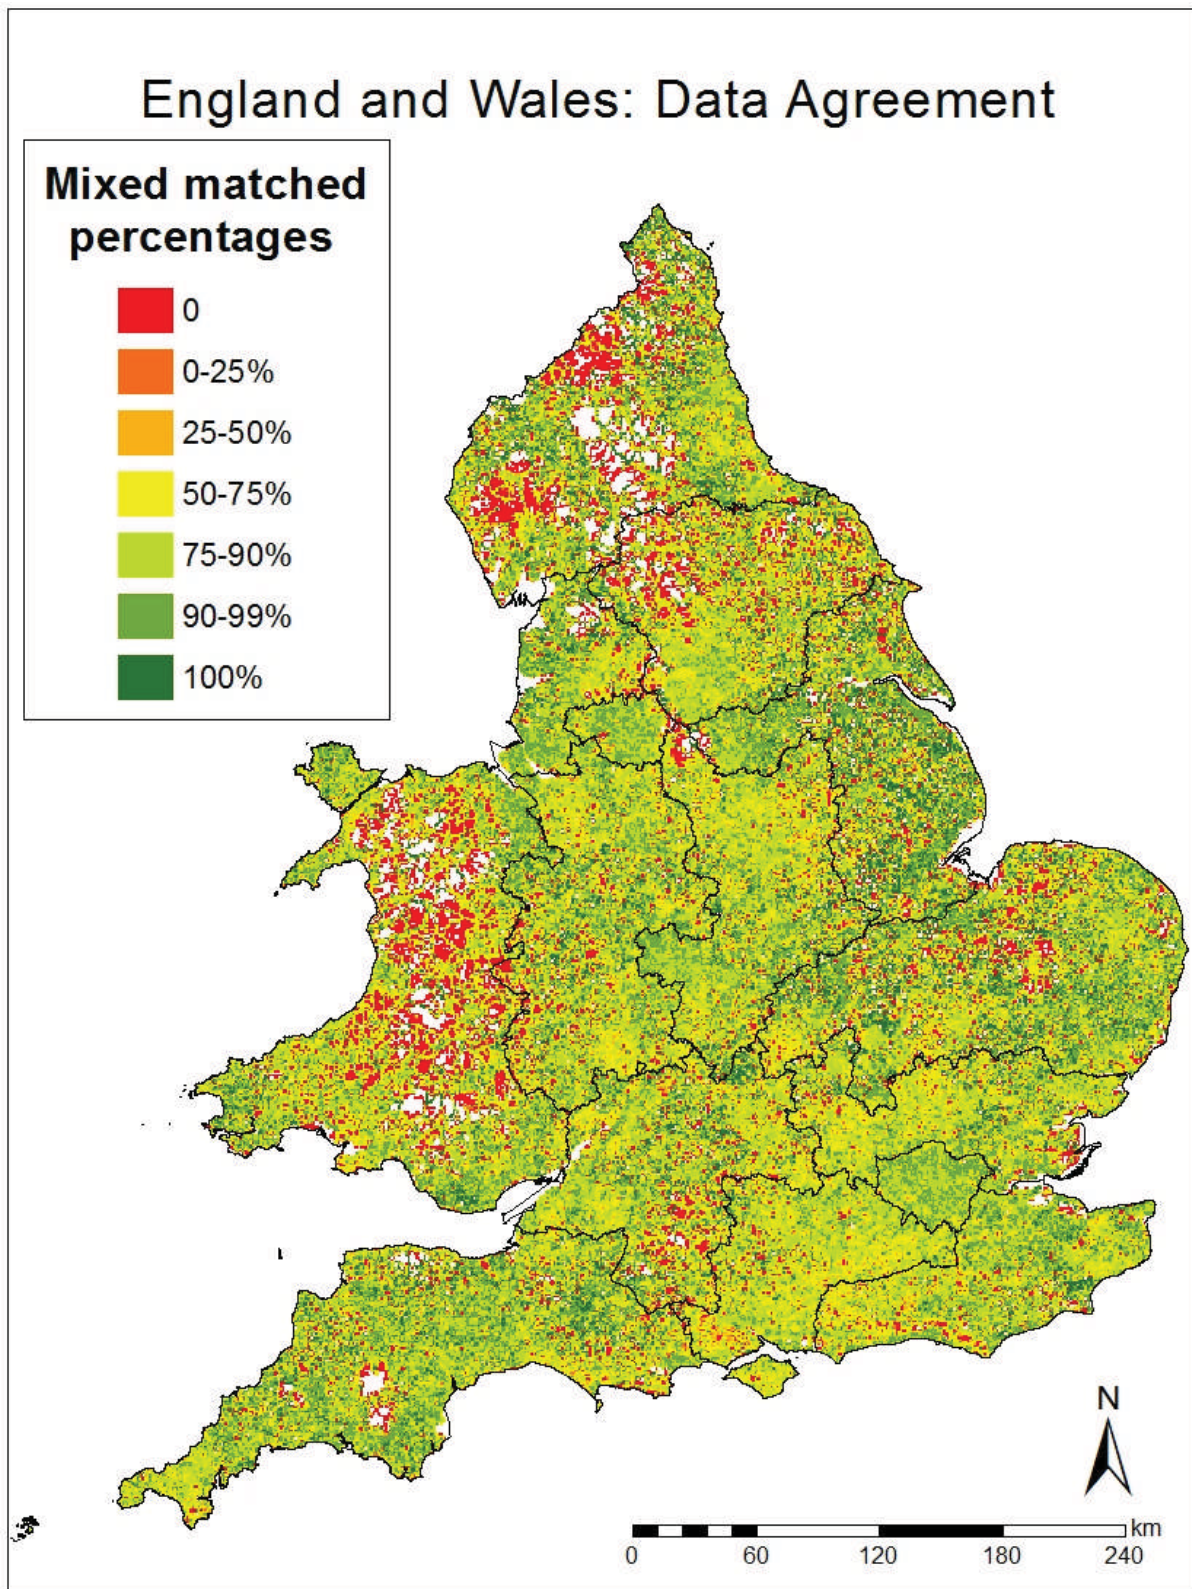 England and Wales: Data Agreement
Mixed matched
percentages
0
0-25%
25-50%
50-75%
75-90%
90-99%
100%
N
km
0 60 120 180 240